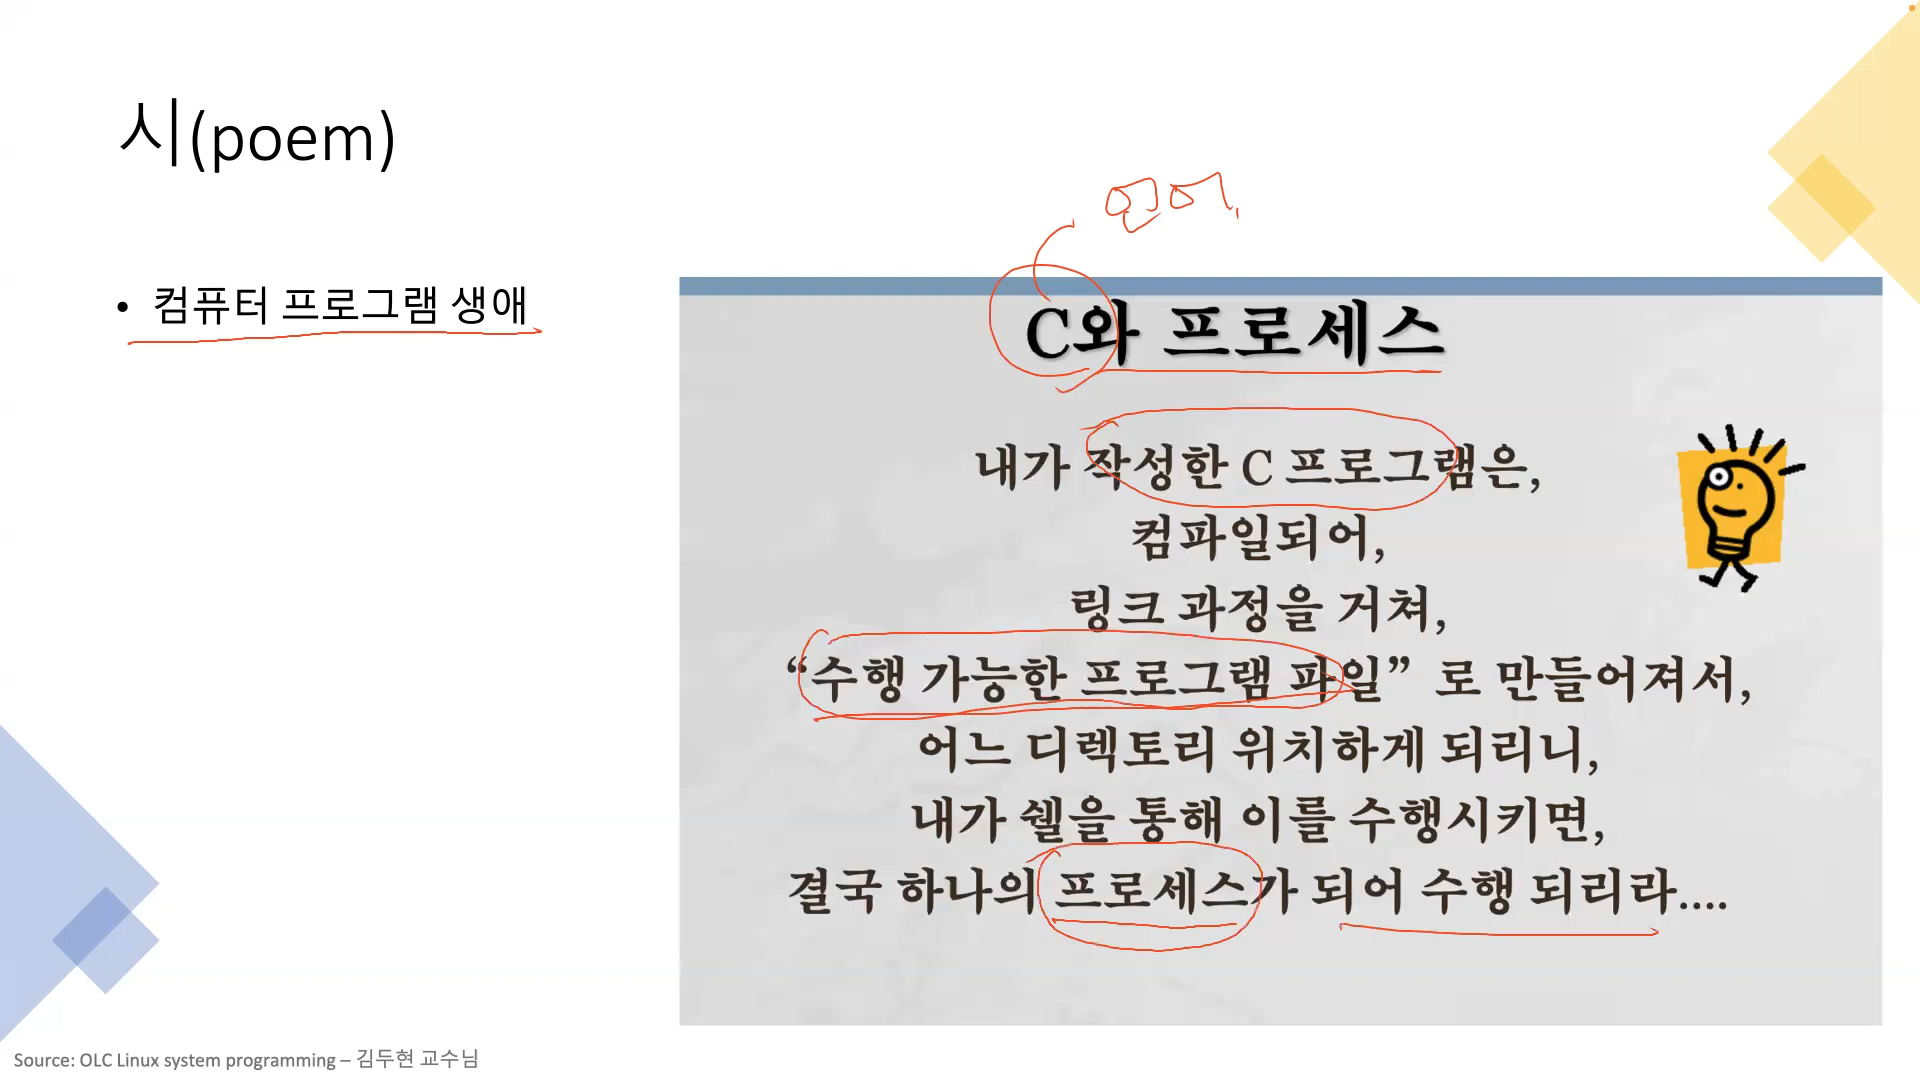 시(poem)
• 컴퓨터 프로그램 생애
언어
C와 프로세스
내가 작성한 C 프로그램은,
컴파일되어,
링크 과정을 거쳐,
“수행 가능한 프로그램 파일” 로 만들어져서,
어느 디렉토리 위치하게 되리니,
내가 쉘을 통해 이를 수행시키면,
결국 하나의 프로세스가 되어 수행 되리라....
Source: OLC Linux system programming – 김두현 교수님